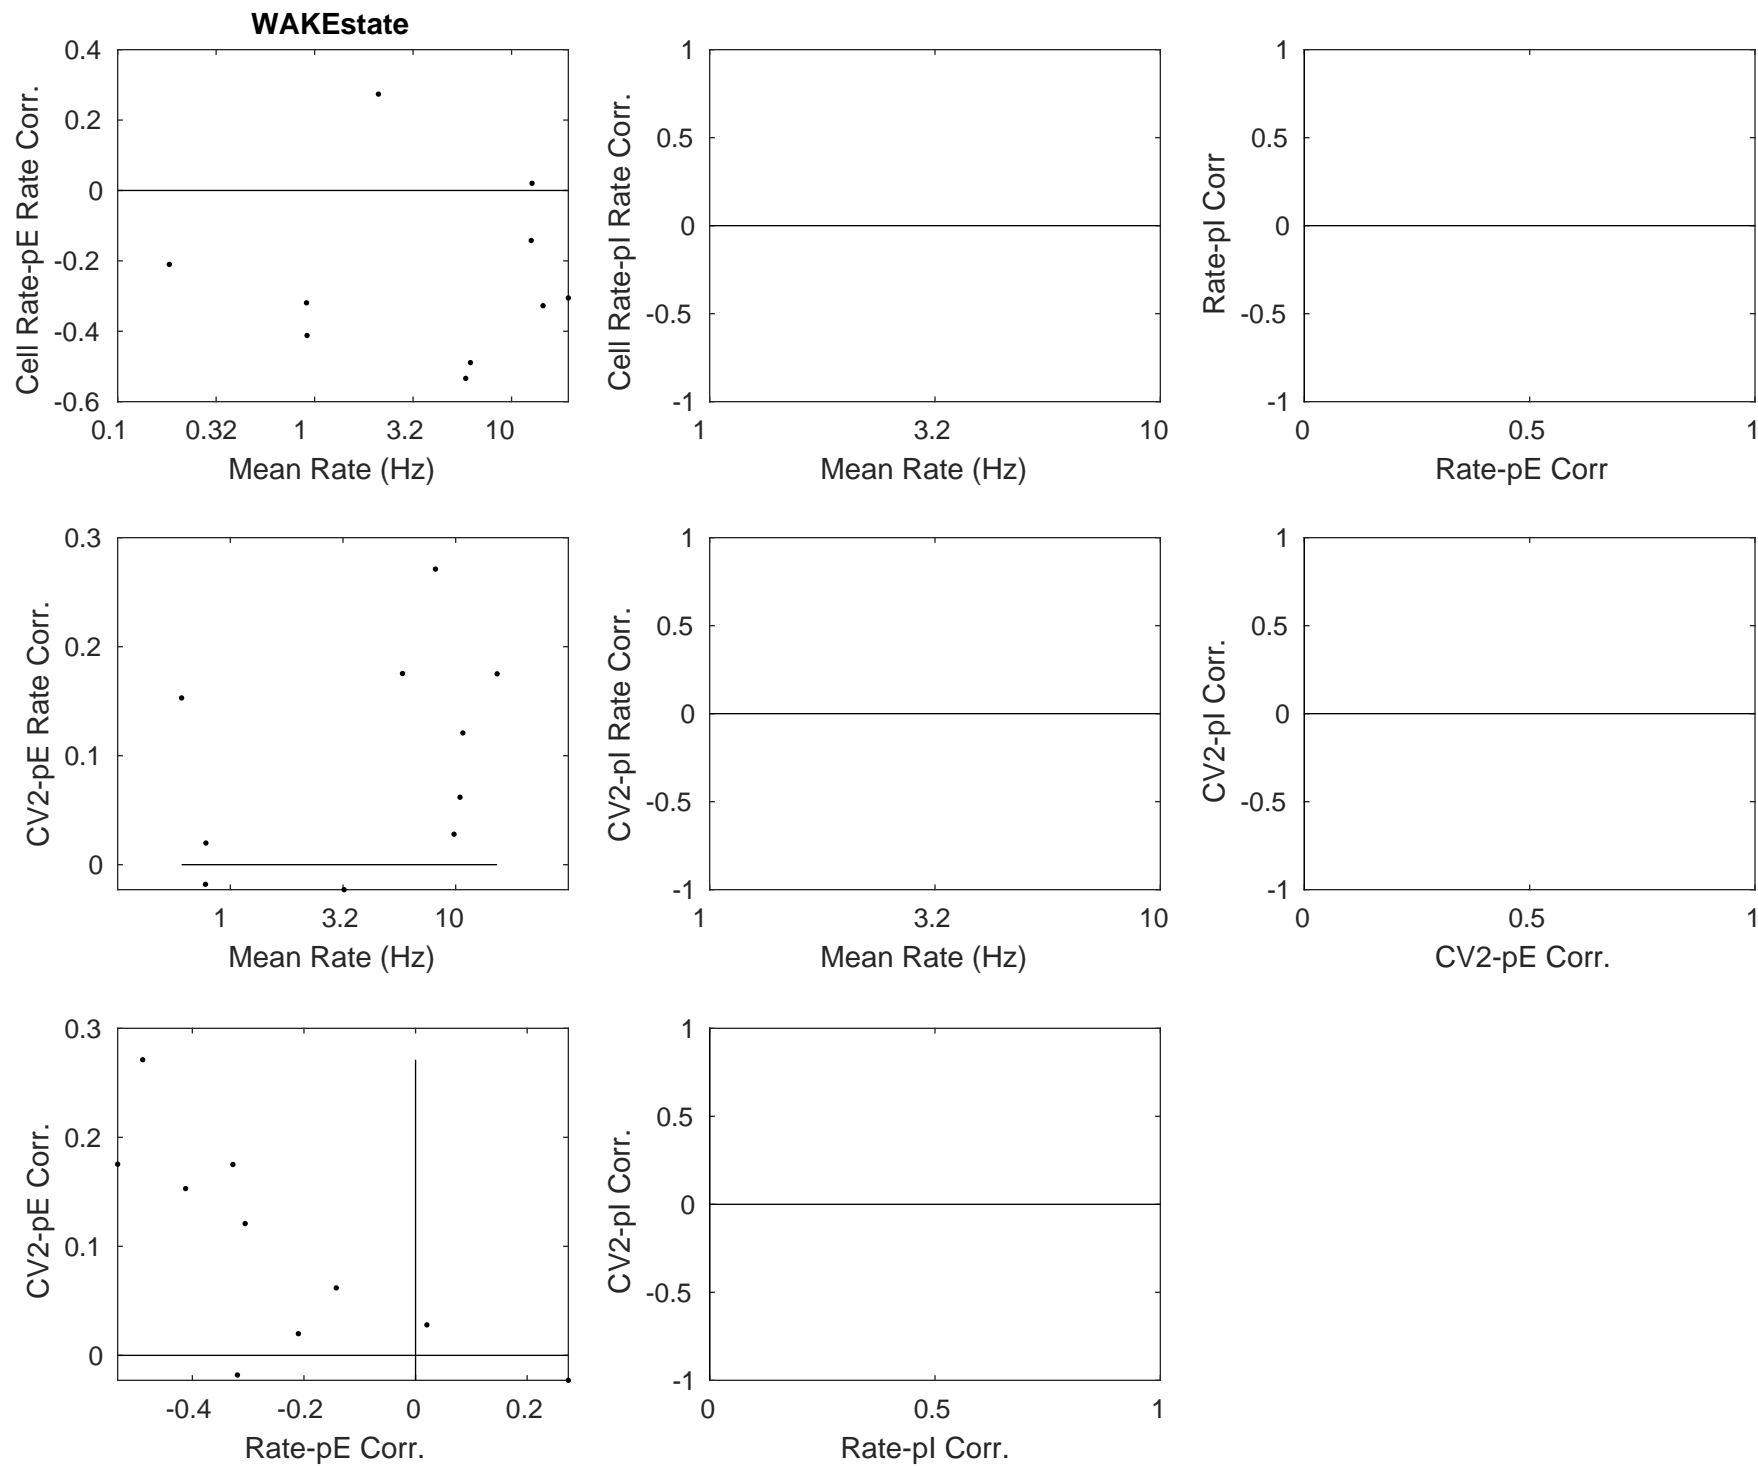 WAKEstate
0.4
0.2
0
-0.2
-0.4
-0.6
Cell Rate-pE Rate Corr.
0.1 0.32 1 3.2 10
Mean Rate (Hz)
1
0.5
0
-0.5
-1
Cell Rate-pI Rate Corr.
1 3.2 10
Mean Rate (Hz)
1
0.5
0
-0.5
-1
Rate-pI Corr
0 0.5 1
Rate-pE Corr
0.3
0.2
0.1
0
CV2-pE Rate Corr.
1 3.2 10
Mean Rate (Hz)
1
0.5
0
-0.5
-1
CV2-pI Rate Corr.
1 3.2 10
Mean Rate (Hz)
1
0.5
0
-0.5
-1
CV2-pI Corr.
0 0.5 1
CV2-pE Corr.
0.3
0.2
0.1
0
CV2-pE Corr.
-0.4 -0.2 0 0.2
Rate-pE Corr.
1
0.5
0
-0.5
-1
CV2-pI Corr.
0 0.5 1
Rate-pI Corr.